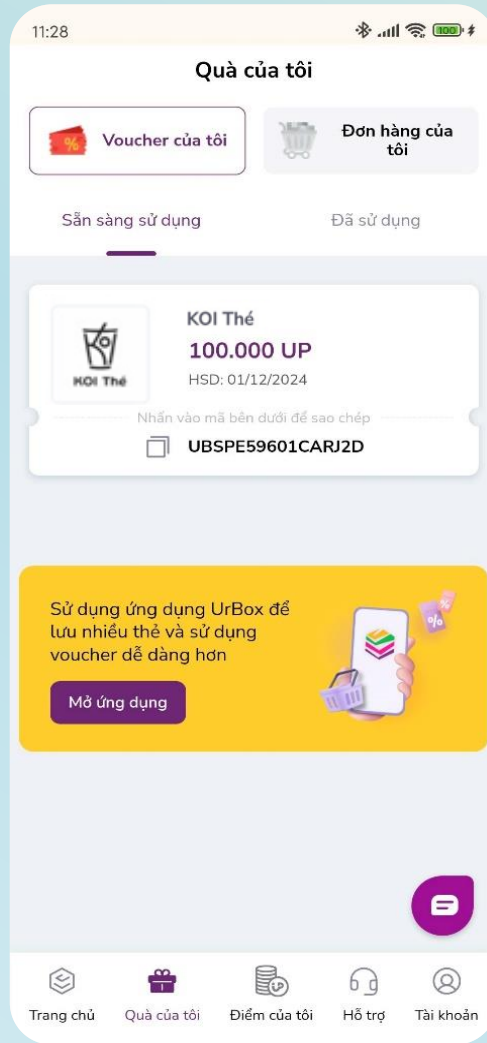 11:28
100
Quà của tôi
Voucher của tôi
Đơn hàng của
tôi
Sẵn sàng sử dụng
Đã sử dụng
KOI Thé
KOI Thé
100.000 UP
HSD: 01/12/2024
Nhấn vào mã bên dưới để sao chép
UBSPE59601CARJ2D
Sử dụng ứng dụng UrBox để
lưu nhiều thẻ và sử dụng
voucher dễ dàng hơn
Mở ứng dụng
Trang chủ
Quà của tôi
Điểm của tôi
Hỗ trợ
Tài khoản